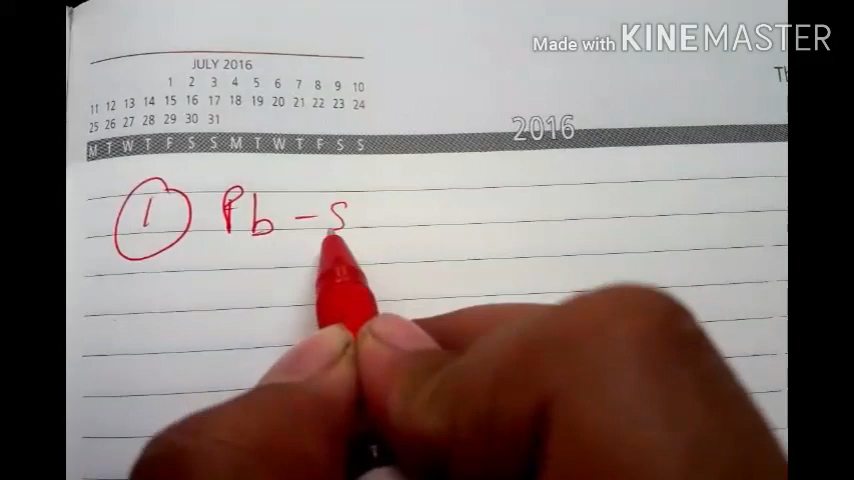 Made with KINEMASTER
JULY 2016
1 2 3 4 5 6 7 8 9 10
11 12 13 14 15 16 17 18 19 20 21 22 23 24
25 26 27 28 29 30 31
M T W T F S S M T W T F S S
2016
Th
1 Pb - S